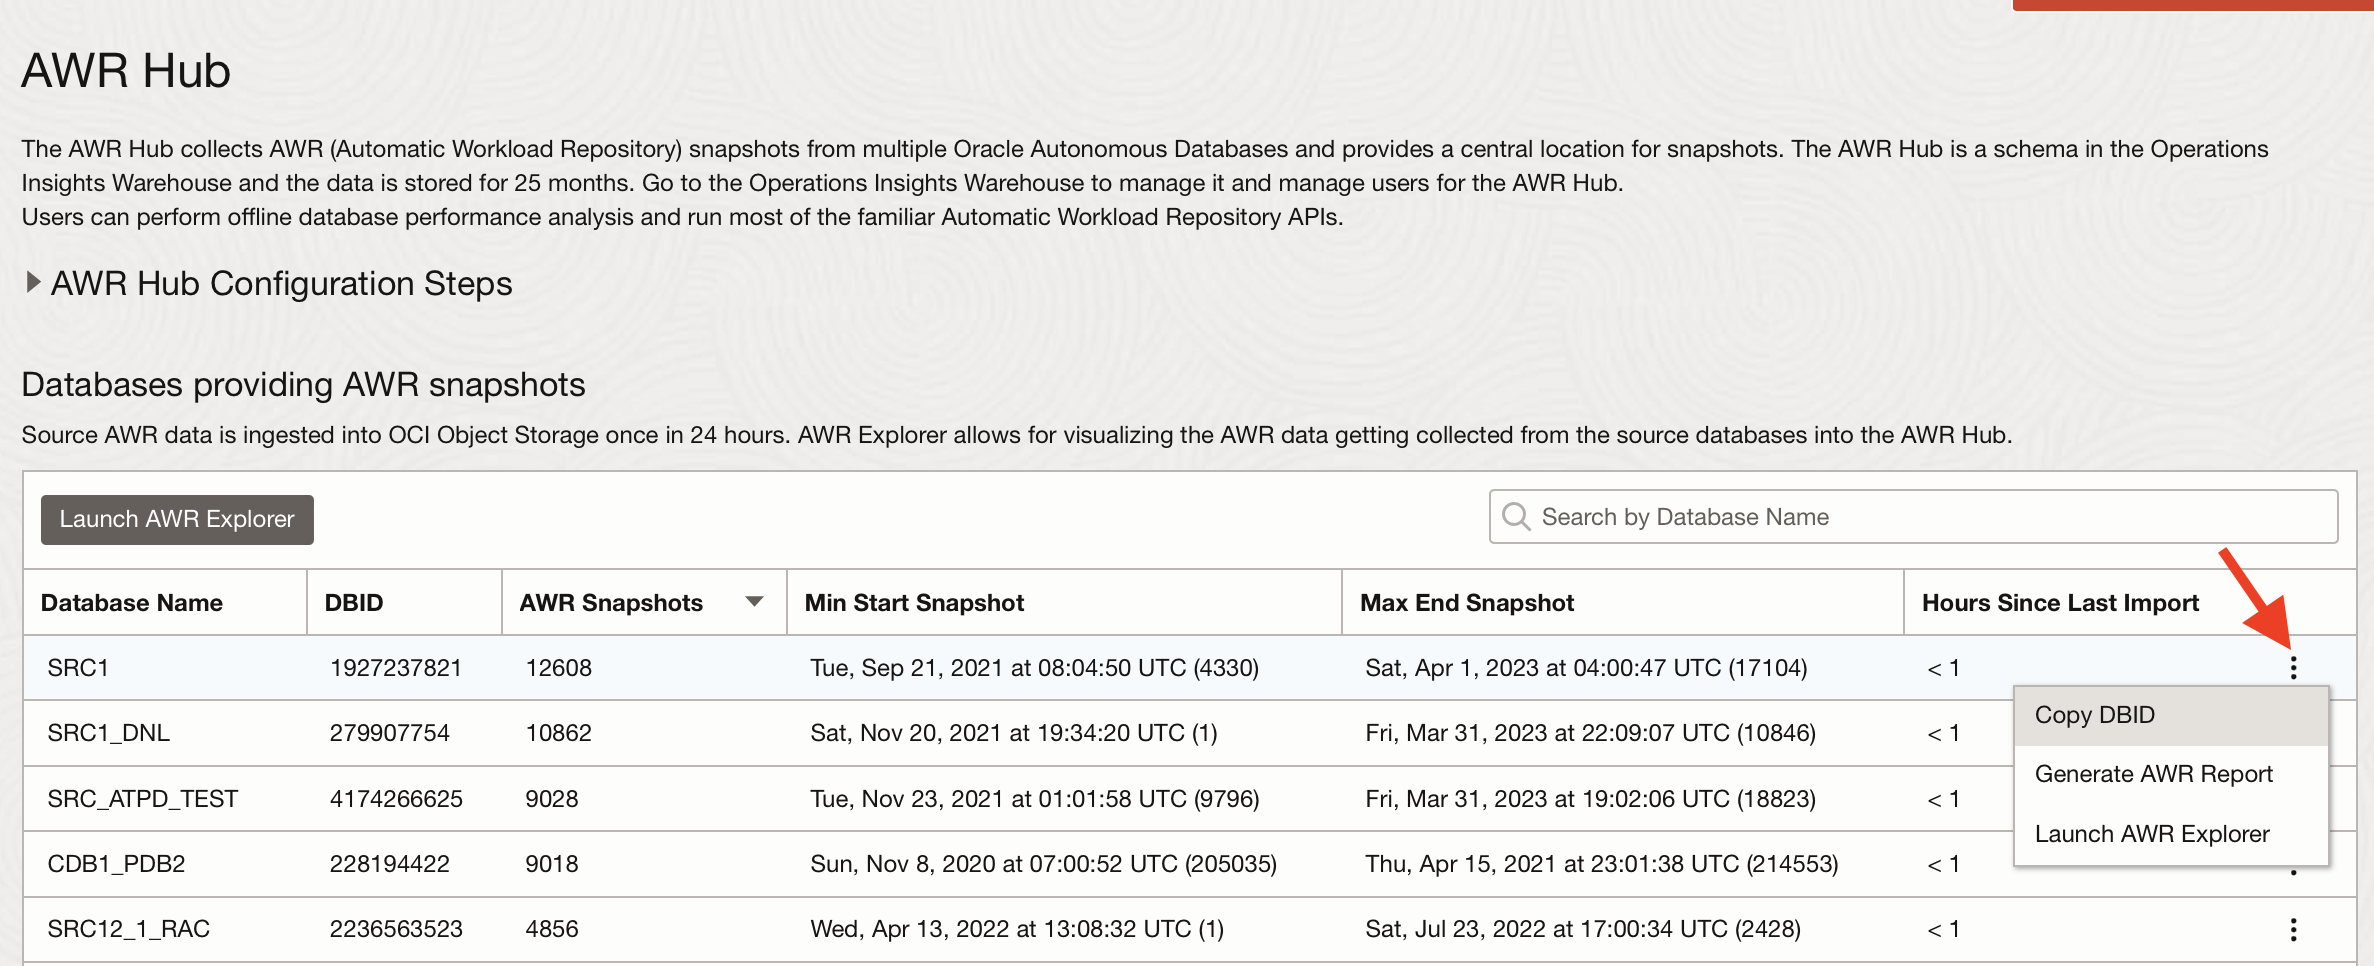 AWR Hub
The AWR Hub collects AWR (Automatic Workload Repository) snapshots from multiple Oracle Autonomous Databases and provides a central location for snapshots. The AWR Hub is a schema in the Operations
Insights Warehouse and the data is stored for 25 months. Go to the Operations Insights Warehouse to manage it and manage users for the AWR Hub.
Users can perform offline database performance analysis and run most of the familiar Automatic Workload Repository APIs.
AWR Hub Configuration Steps
Databases providing AWR snapshots
Source AWR data is ingested into OCI Object Storage once in 24 hours. AWR Explorer allows for visualizing the AWR data getting collected from the source databases into the AWR Hub.
Launch AWR Explorer Search by Database Name
Database Name DBID AWR Snapshots Min Start Snapshot Max End Snapshot Hours Since Last Import
SRC1 1927237821 12608 Tue, Sep 21, 2021 at 08:04:50 UTC (4330) Sat, Apr 1, 2023 at 04:00:47 UTC (17104) < 1
Copy DBID
SRC1_DNL 279907754 10862 Sat, Nov 20, 2021 at 19:34:20 UTC (1) Fri, Mar 31, 2023 at 22:09:07 UTC (10846) < 1
Generate AWR Report
SRC_ATPD_TEST 4174266625 9028 Tue, Nov 23, 2021 at 01:01:58 UTC (9796) Fri, Mar 31, 2023 at 19:02:06 UTC (18823) < 1
Launch AWR Explorer
CDB1_PDB2 228194422 9018 Sun, Nov 8, 2020 at 07:00:52 UTC (205035) Thu, Apr 15, 2021 at 23:01:38 UTC (214553) < 1
SRC12_1_RAC 2236563523 4856 Wed, Apr 13, 2022 at 13:08:32 UTC (1) Sat, Jul 23, 2022 at 17:00:34 UTC (2428) < 1